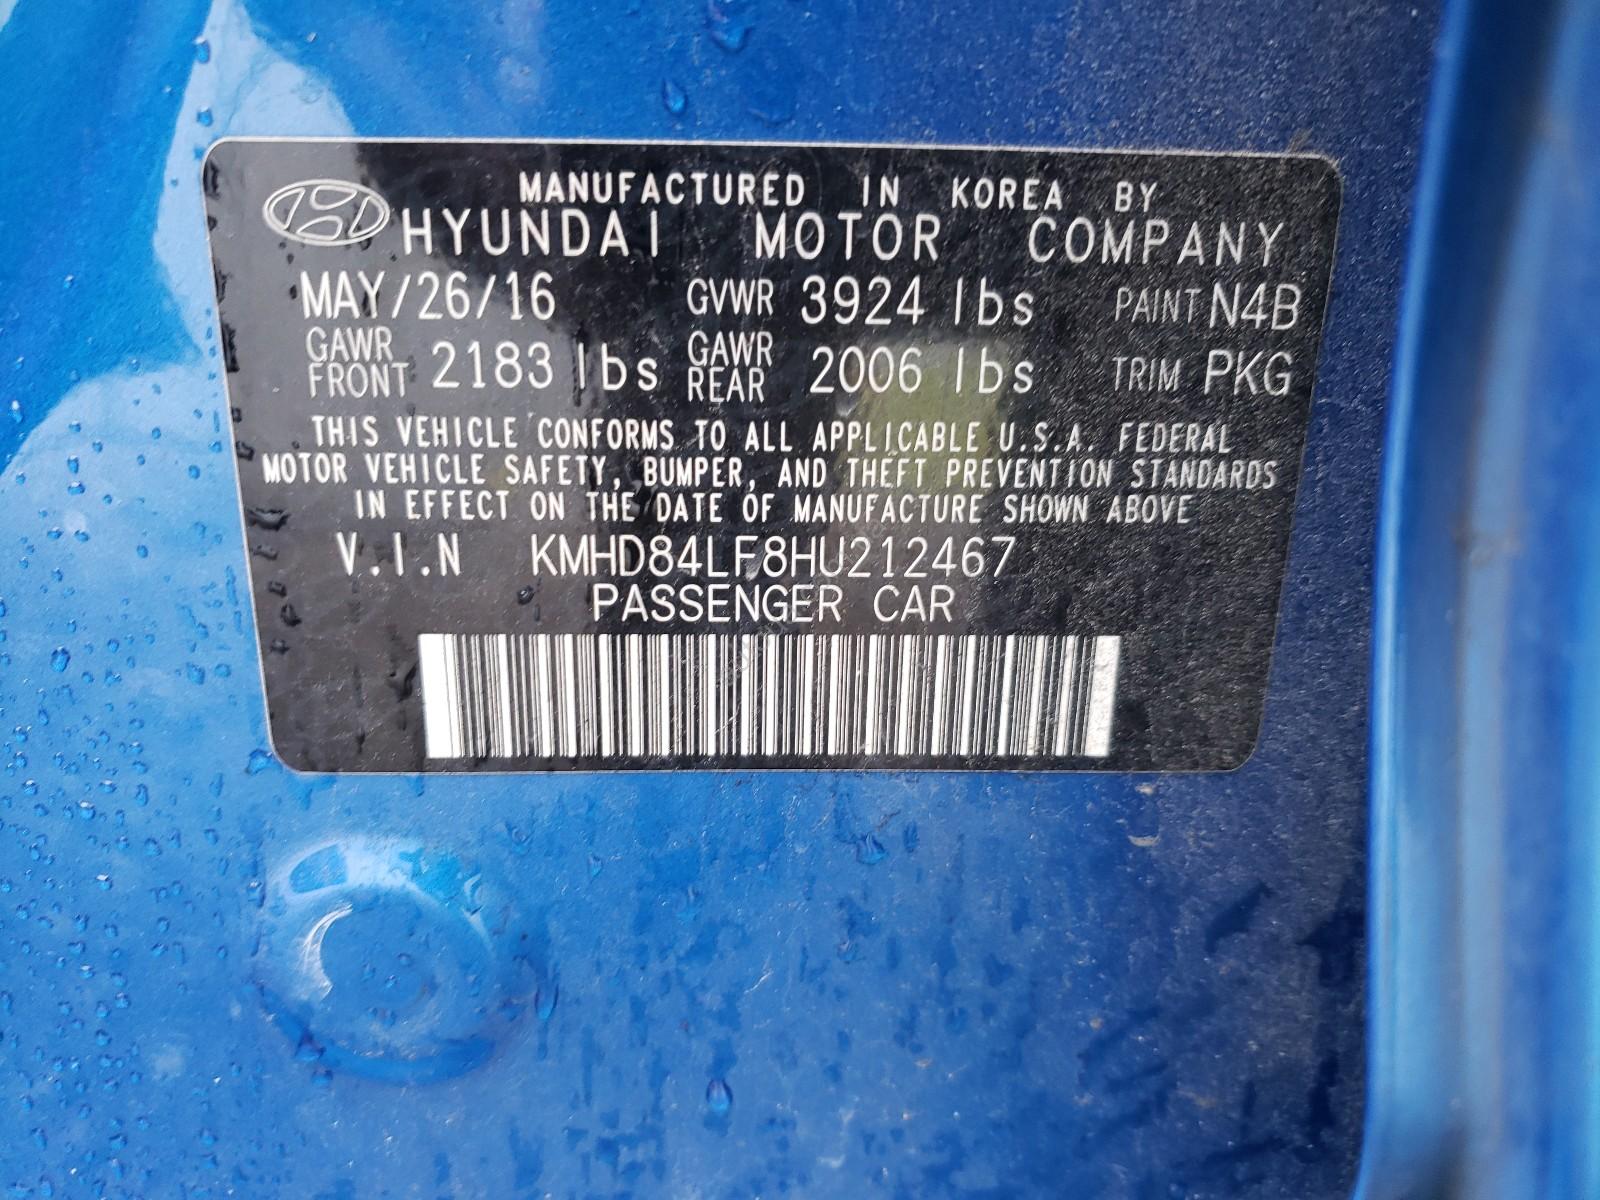 MANUFACTURED IN KOREA BY
HYUNDAI MOTOR COMPANY
MAY/26/16 GVWR 3924 lbs PAINT N4B
GAWR FRONT 2183 lbs GAWR REAR 2006 lbs TRIM PKG
THIS VEHICLE CONFORMS TO ALL APPLICABLE U.S.A. FEDERAL
MOTOR VEHICLE SAFETY, BUMPER, AND THEFT PREVENTION STANDARDS
IN EFFECT ON THE DATE OF MANUFACTURE SHOWN ABOVE
V.I.N KMHD84LF8HU212467
PASSENGER CAR